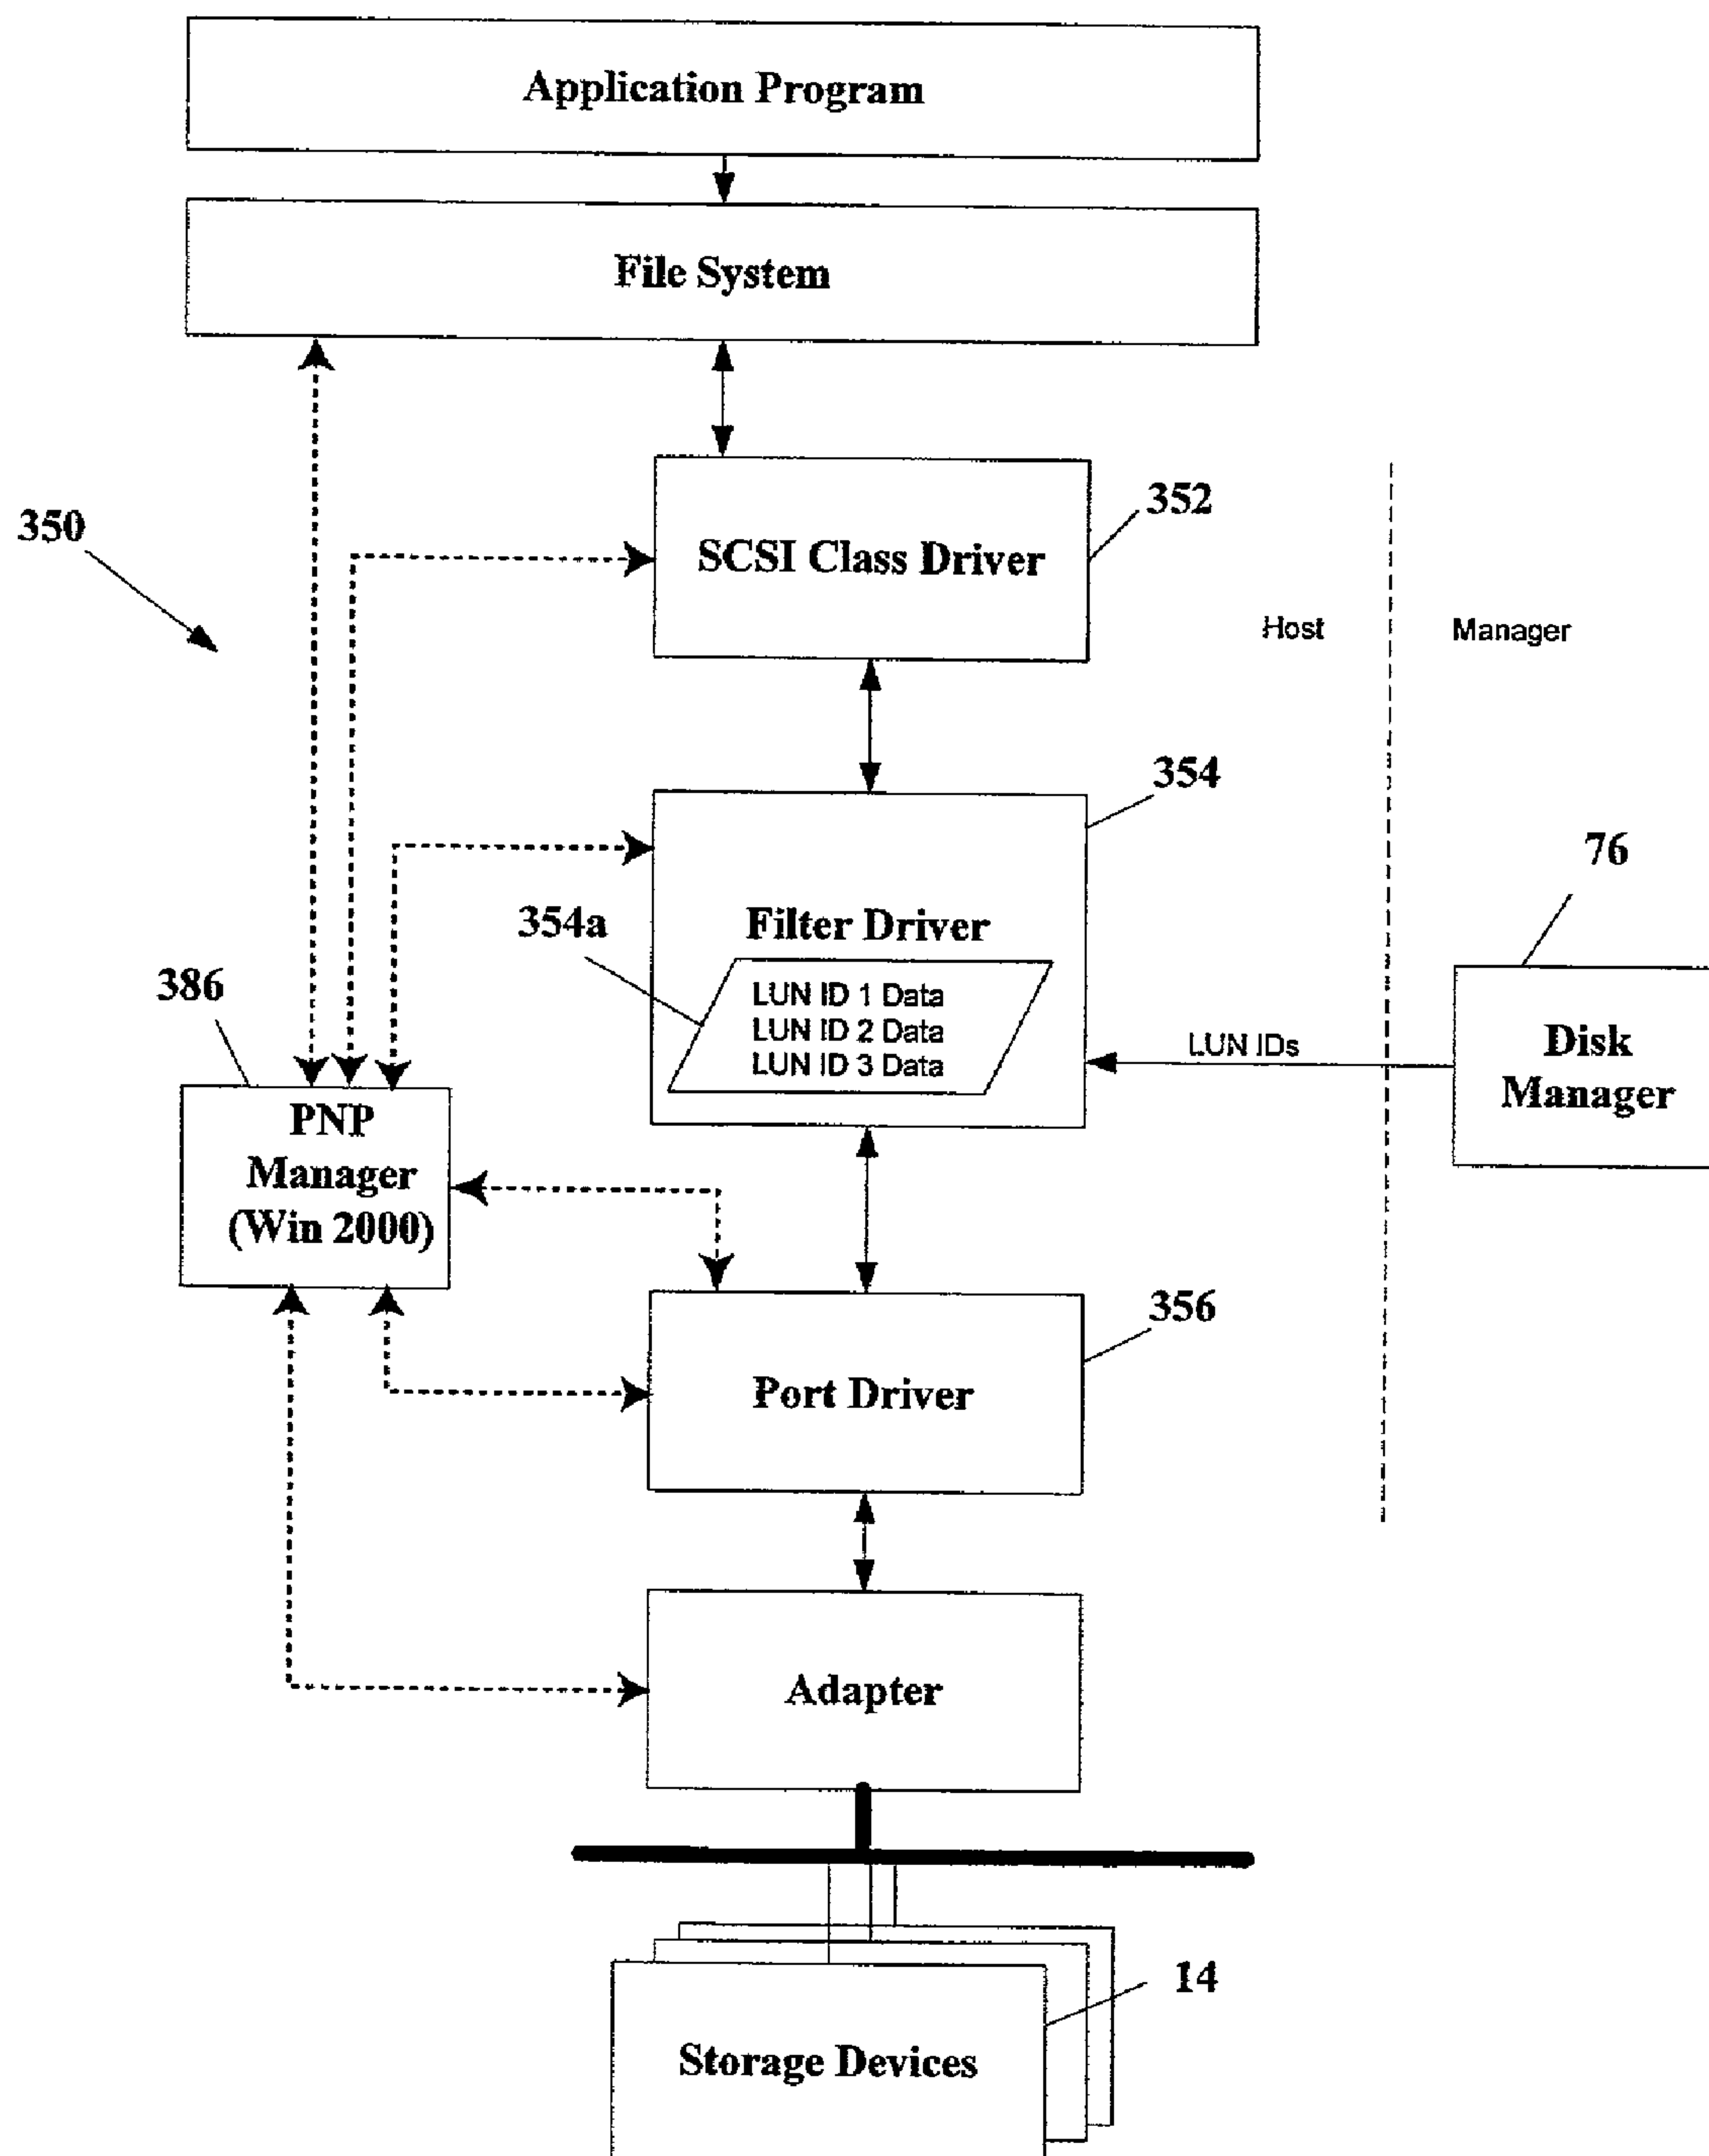 Application Program
File System
350
352
SCSI Class Driver
Host
Manager
354
76
354a
Filter Driver
LUN ID 1 Data
LUN ID 2 Data
LUN ID 3 Data
386
LUN IDs
Disk
Manager
PNP
Manager
(Win 2000)
356
Port Driver
Adapter
14
Storage Devices